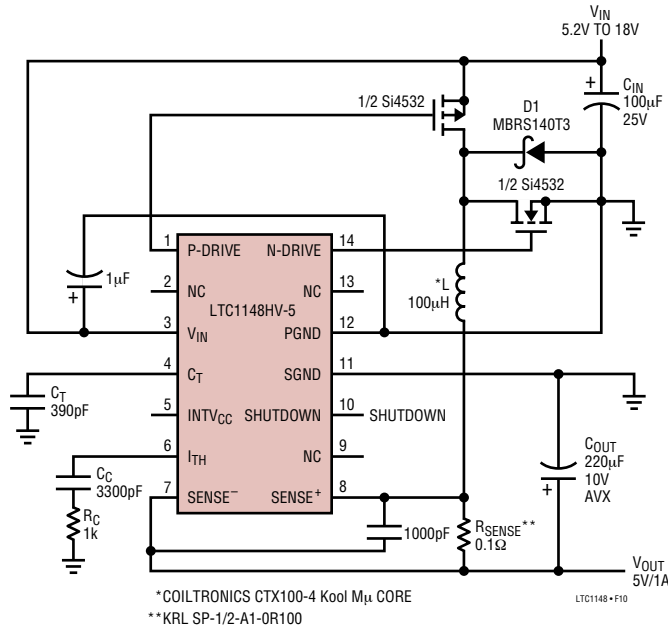 VIN
5.2V TO 18V
CIN
100µF
25V
1/2 Si4532
D1
MBRS140T3
1/2 Si4532
1µF
1
P-DRIVE
N-DRIVE
14
2
NC
NC
13
LTC1148HV-5
3
VIN
PGND
12
4
CT
SGND
11
5
INTVCC
SHUTDOWN
10
SHUTDOWN
6
ITH
NC
9
7
SENSE–
SENSE+
8
*L
100µH
CT
390pF
CC
3300pF
RC
1k
1000pF
RSENSE**
0.1Ω
COUT
220µF
10V
AVX
VOUT
5V/1A
*COILTRONICS CTX100-4 Kool Mµ CORE
**KRL SP-1/2-A1-0R100
LTC1148 • F10